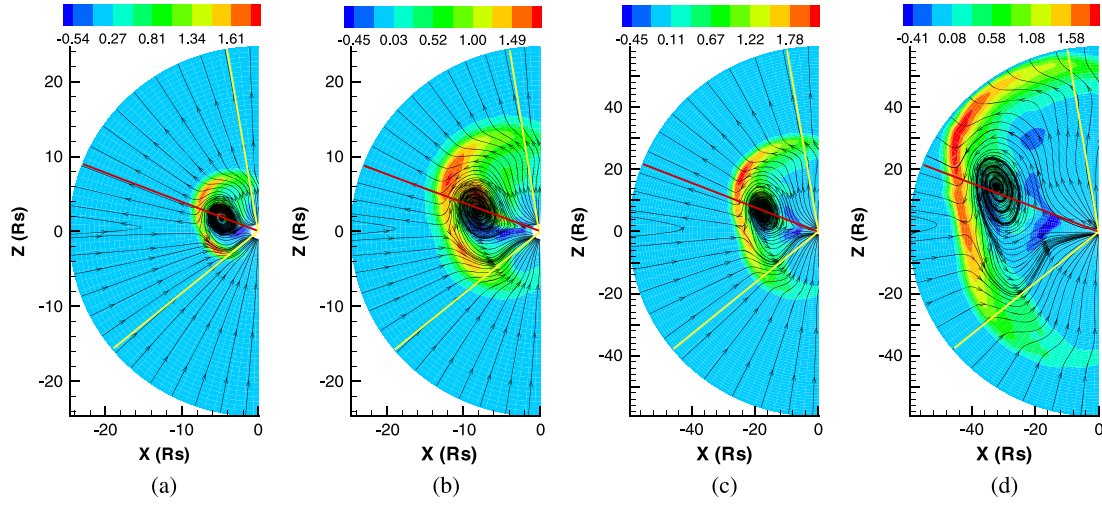 -0.54 0.27 0.81 1.34 1.61
-0.45 0.03 0.52 1.00 1.49
-0.45 0.11 0.67 1.22 1.78
-0.41 0.08 0.58 1.08 1.58
20
10
0
-10
-20
Z (Rs)
-20 -10 0
X (Rs)
(a)
20
10
0
-10
-20
Z (Rs)
-20 -10 0
X (Rs)
(b)
40
20
0
-20
-40
Z (Rs)
-40 -20 0
X (Rs)
(c)
40
20
0
-20
-40
Z (Rs)
-40 -20 0
X (Rs)
(d)